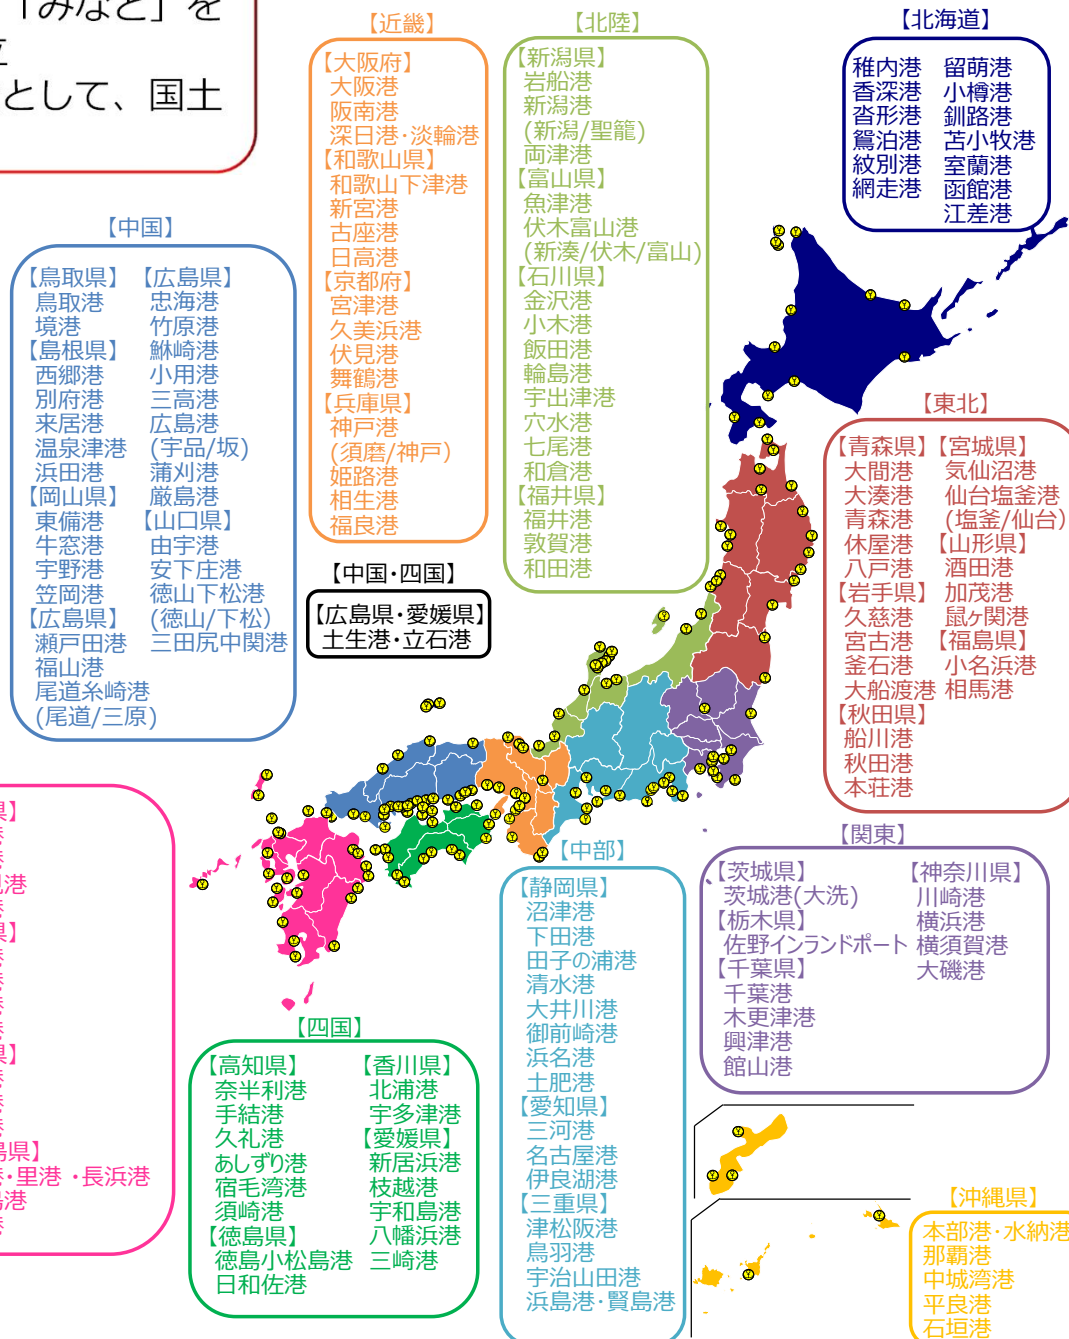 「みなと」を
として、国土
【近畿】
【大阪府】
大阪港
阪南港
深日港・淡輪港
【和歌山県】
和歌山下津港
新宮港
古座港
日高港
【京都府】
宮津港
久美浜港
伏見港
舞鶴港
【兵庫県】
神戸港
(須磨/神戸)
姫路港
相生港
福良港
【北陸】
【新潟県】
岩船港
新潟港
(新潟/聖籠)
両津港
【富山県】
魚津港
伏木富山港
(新湊/伏木/富山)
【石川県】
金沢港
小木港
飯田港
輪島港
宇出津港
穴水港
七尾港
和倉港
【福井県】
福井港
敦賀港
和田港
【北海道】
稚内港
香深港
沓形港
鴛泊港
紋別港
網走港
留萌港
小樽港
釧路港
苫小牧港
室蘭港
函館港
江差港
【中国】
【鳥取県】
鳥取港
境港
【島根県】
西郷港
別府港
来居港
温泉津港
浜田港
【岡山県】
東備港
牛窓港
宇野港
笠岡港
【広島県】
瀬戸田港
福山港
尾道糸崎港
(尾道/三原)
【広島県】
忠海港
竹原港
鮴崎港
小用港
三高港
広島港
(宇品/坂)
蒲刈港
厳島港
【山口県】
由宇港
安下庄港
徳山下松港
(徳山/下松)
三田尻中関港
【中国・四国】
【広島県・愛媛県】
土生港・立石港
【東北】
【青森県】
大間港
大湊港
青森港
休屋港
八戸港
【岩手県】
久慈港
宮古港
釜石港
大船渡港
【秋田県】
船川港
秋田港
本荘港
【宮城県】
気仙沼港
仙台塩釜港
(塩釜/仙台)
【山形県】
酒田港
加茂港
鼠ヶ関港
【福島県】
小名浜港
相馬港
【関東】
【茨城県】
茨城港(大洗)
【栃木県】
佐野インランドポート
【千葉県】
千葉港
木更津港
興津港
館山港
【神奈川県】
川崎港
横浜港
横須賀港
大磯港
【中部】
【静岡県】
沼津港
下田港
田子の浦港
清水港
大井川港
御前崎港
浜名港
土肥港
【愛知県】
三河港
名古屋港
伊良湖港
【三重県】
津松阪港
鳥羽港
宇治山田港
浜島港・賢島港
県】
港
港
見港
港
県】
港
港
港
港
県】
港
港
港
島県】
港・里港・長浜港
島港
港
【四国】
【高知県】
奈半利港
手結港
久礼港
あしずり港
宿毛湾港
須崎港
【徳島県】
徳島小松島港
日和佐港
【香川県】
北浦港
宇多津港
【愛媛県】
新居浜港
枝越港
宇和島港
八幡浜港
三崎港
【沖縄県】
本部港・水納港
那覇港
中城湾港
平良港
石垣港